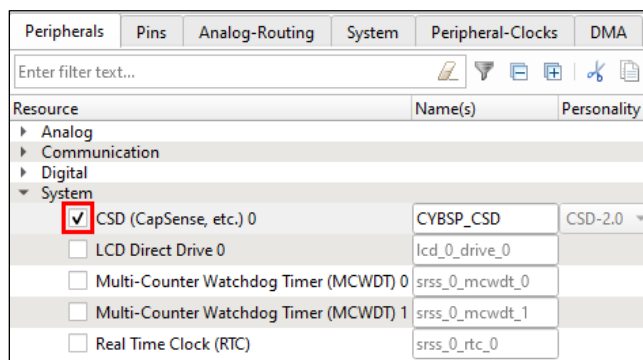 Peripherals Pins Analog-Routing System Peripheral-Clocks DMA
Enter filter text...
Resource Name(s) Personality
Analog
Communication
Digital
System
CSD (CapSense, etc.) 0 CYBSP_CSD CSD-2.0
LCD Direct Drive 0 lcd_0_drive_0
Multi-Counter Watchdog Timer (MCWDT) 0 srss_0_mcwdt_0
Multi-Counter Watchdog Timer (MCWDT) 1 srss_0_mcwdt_1
Real Time Clock (RTC) srss_0_rtc_0